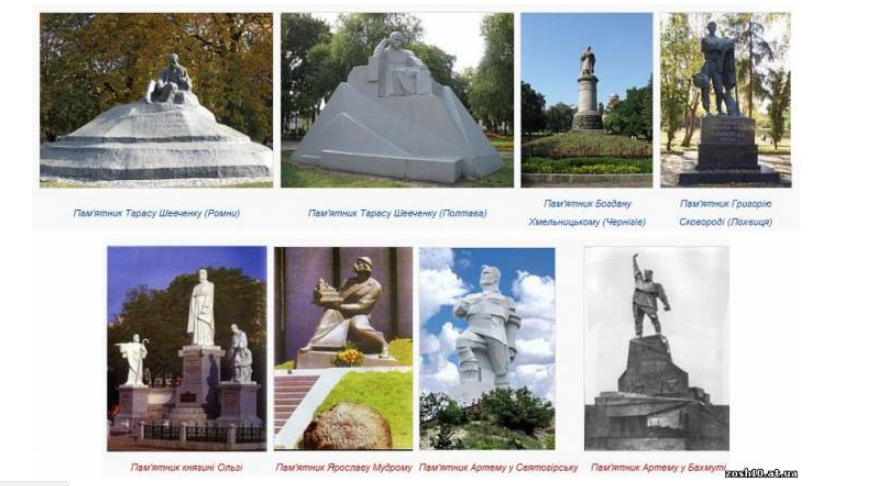 Пам'ятник Тарасу Шевченку (Ромни)
Пам'ятник Тарасу Шевченку (Полтава)
Пам'ятник Богдану
Хмельницькому (Чернігів)
Пам'ятник Григорію
Сковороді (Лохвиця)
Пам'ятник княгині Ользі
Пам'ятник Ярославу Мудрому
Пам'ятник Артему у Святогірську
Пам'ятник Артему у Бахмуті
zosh10.at.ua